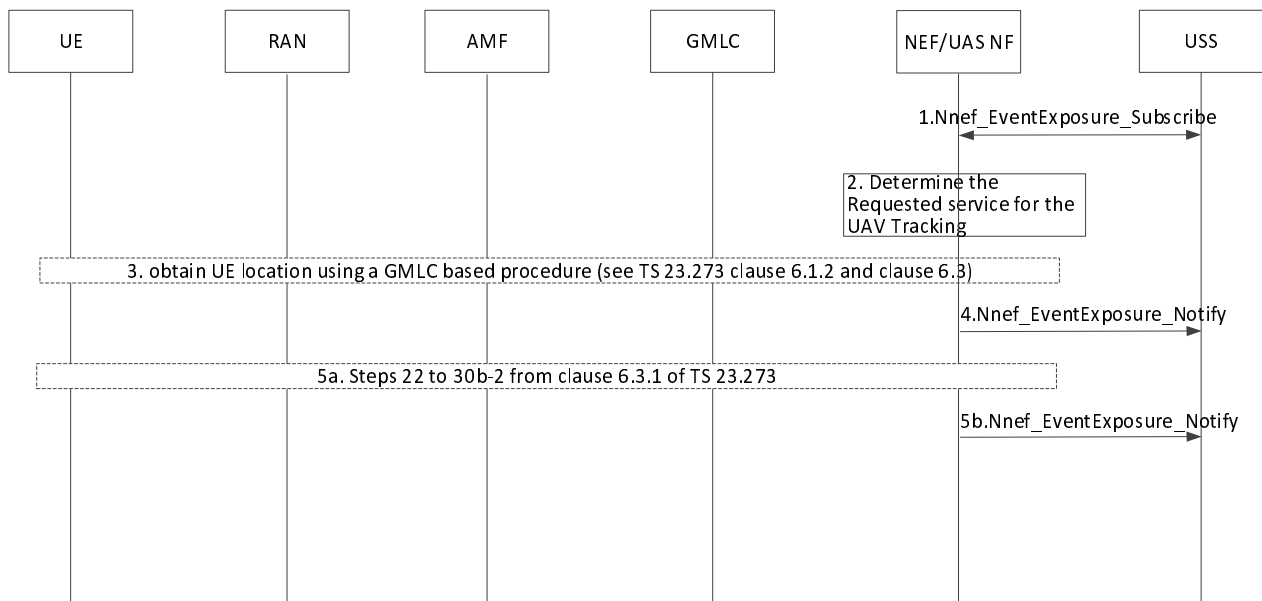 UE
RAN
AMF
GMLC
NEF/UAS NF
USS
1.Nnef_EventExposure_Subscribe
2. Determine the
Requested service for the
UAV Tracking
3. obtain UE location using a GMLC based procedure (see TS 23.273 clause 6.1.2 and clause 6.3)
4.Nnef_EventExposure_Notify
5a. Steps 22 to 30b-2 from clause 6.3.1 of TS 23.273
5b.Nnef_EventExposure_Notify